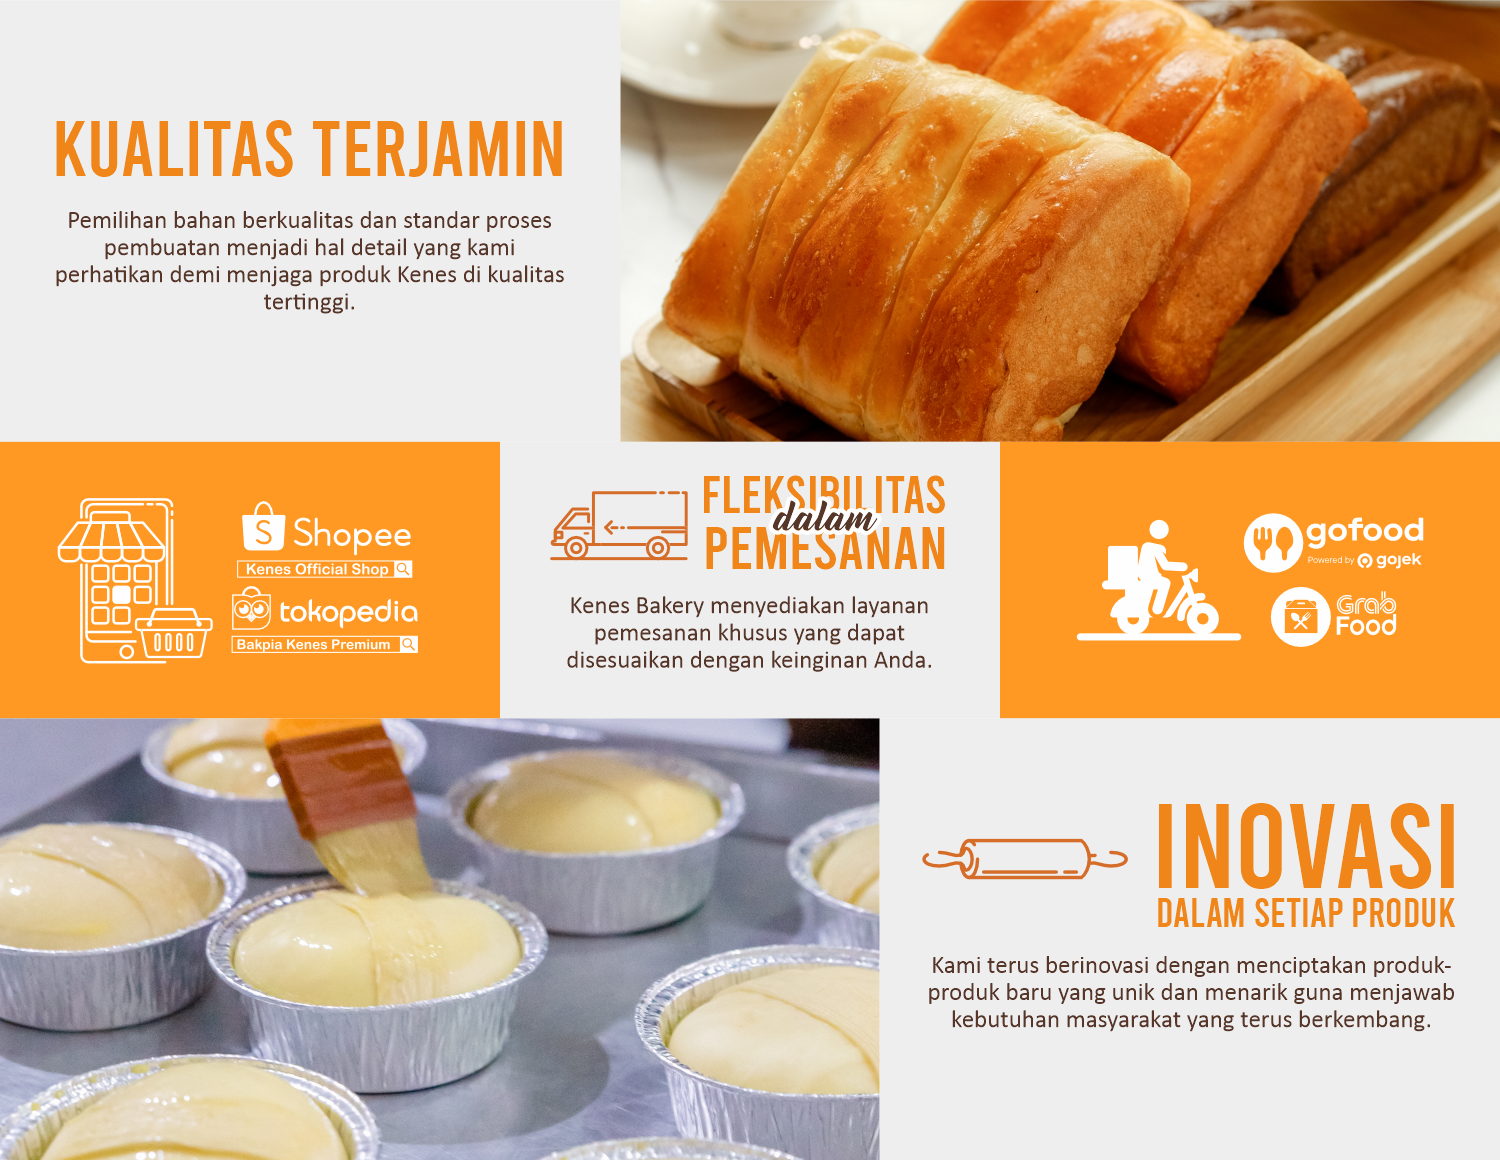 KUALITAS TERJAMIN
Pemilihan bahan berkualitas dan standar proses
pembuatan menjadi hal detail yang kami
perhatikan demi menjaga produk Kenes di kualitas
tertinggi.
S Shopee
Kenes Official Shop
tokopedia
Bakpia Kenes Premium
FLEKSIBILITAS
dalam
PEMESANAN
Kenes Bakery menyediakan layanan
pemesanan khusus yang dapat
disesuaikan dengan keinginan Anda.
gofood
Powered by gojek
Grab
Food
INOVASI
DALAM SETIAP PRODUK
Kami terus berinovasi dengan menciptakan produk-
produk baru yang unik dan menarik guna menjawab
kebutuhan masyarakat yang terus berkembang.